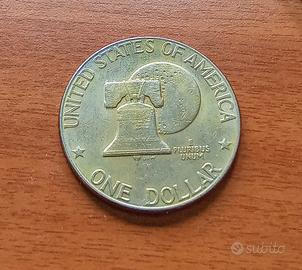 UNITED STATES OF AMERICA
E
PLURIBUS
UNUM
ONE DOLLAR
subito